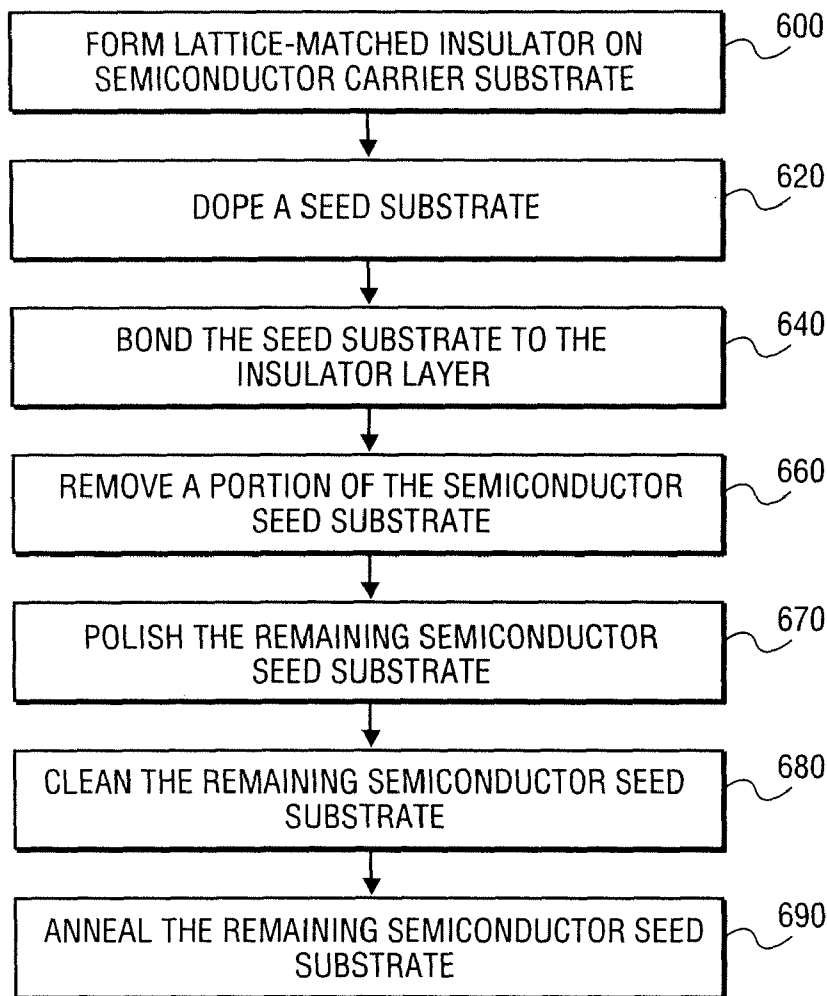 FORM LATTICE-MATCHED INSULATOR ON
SEMICONDUCTOR CARRIER SUBSTRATE
600
DOPE A SEED SUBSTRATE
620
BOND THE SEED SUBSTRATE TO THE
INSULATOR LAYER
640
REMOVE A PORTION OF THE SEMICONDUCTOR
SEED SUBSTRATE
660
POLISH THE REMAINING SEMICONDUCTOR
SEED SUBSTRATE
670
CLEAN THE REMAINING SEMICONDUCTOR SEED
SUBSTRATE
680
ANNEAL THE REMAINING SEMICONDUCTOR SEED
SUBSTRATE
690